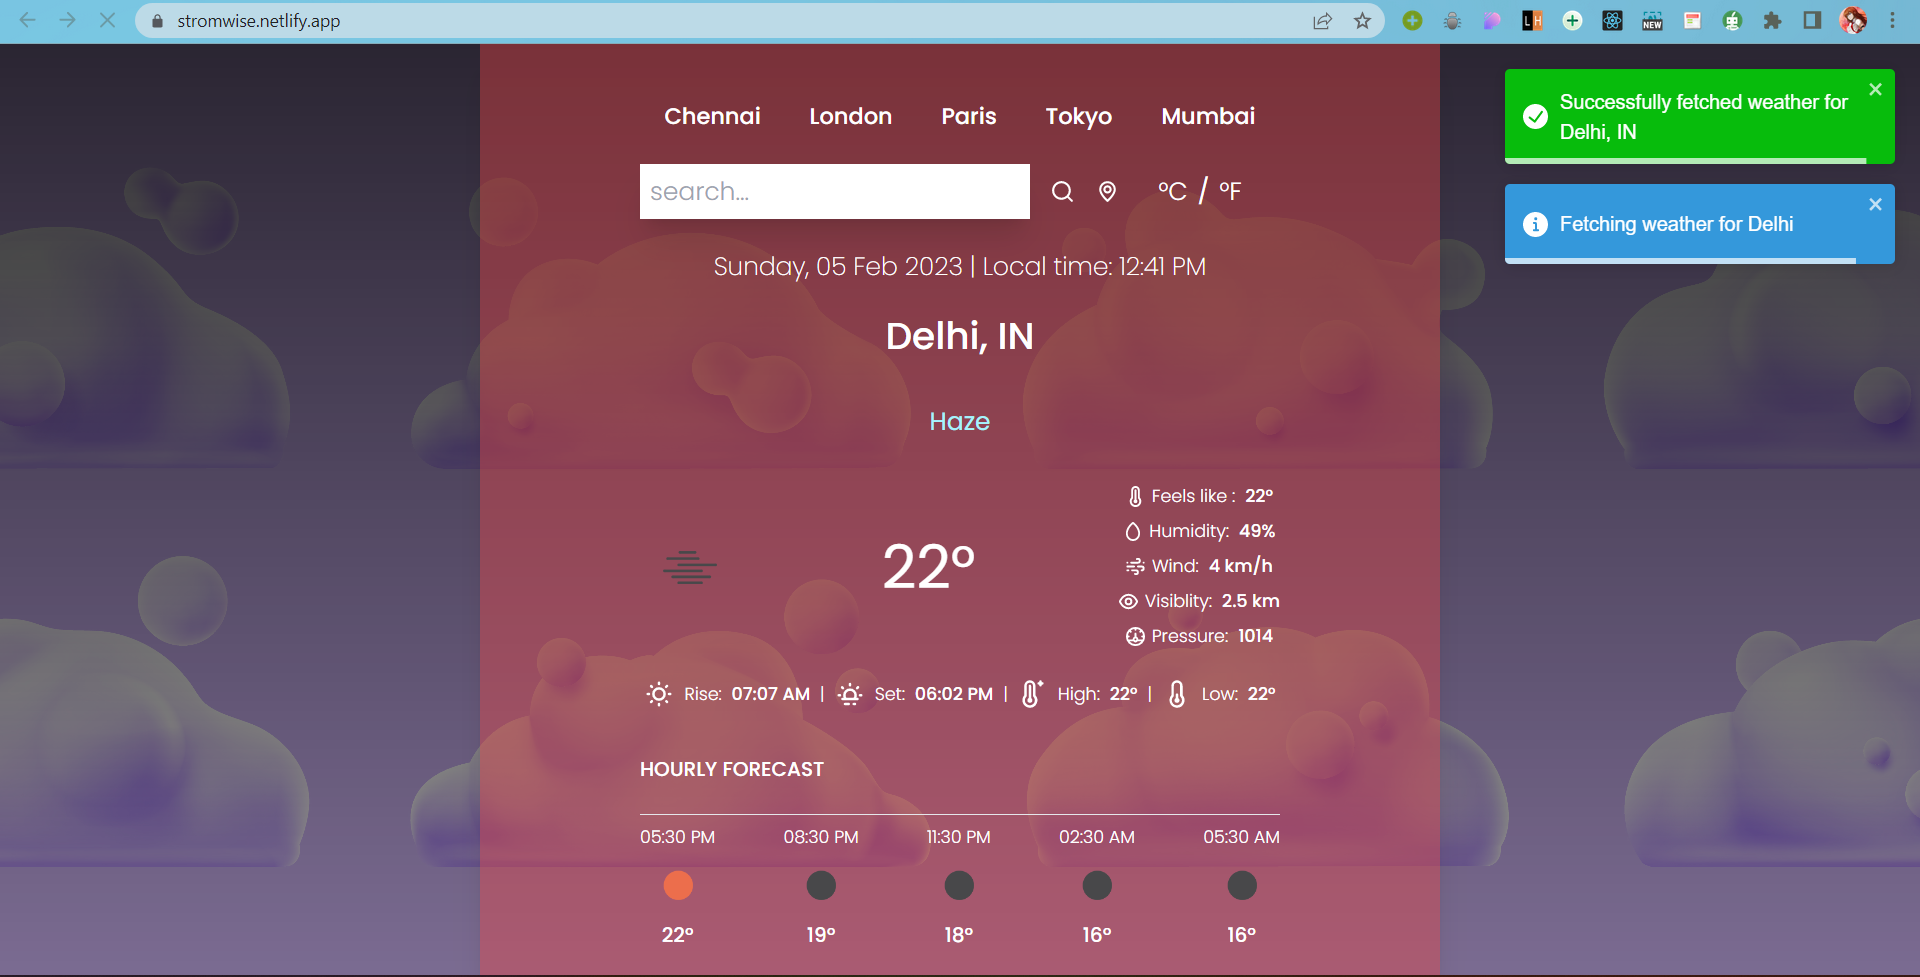 stromwise.netlify.app
L H
NEW
Chennai London Paris Tokyo Mumbai
search...
°C / °F
Sunday, 05 Feb 2023 | Local time: 12:41 PM
Delhi, IN
Haze
22°
Feels like : 22°
Humidity: 49%
Wind: 4 km/h
Visiblity: 2.5 km
Pressure: 1014
Rise: 07:07 AM | Set: 06:02 PM | High: 22° | Low: 22°
HOURLY FORECAST
05:30 PM 08:30 PM 11:30 PM 02:30 AM 05:30 AM
22° 19° 18° 16° 16°
Successfully fetched weather for
Delhi, IN
Fetching weather for Delhi